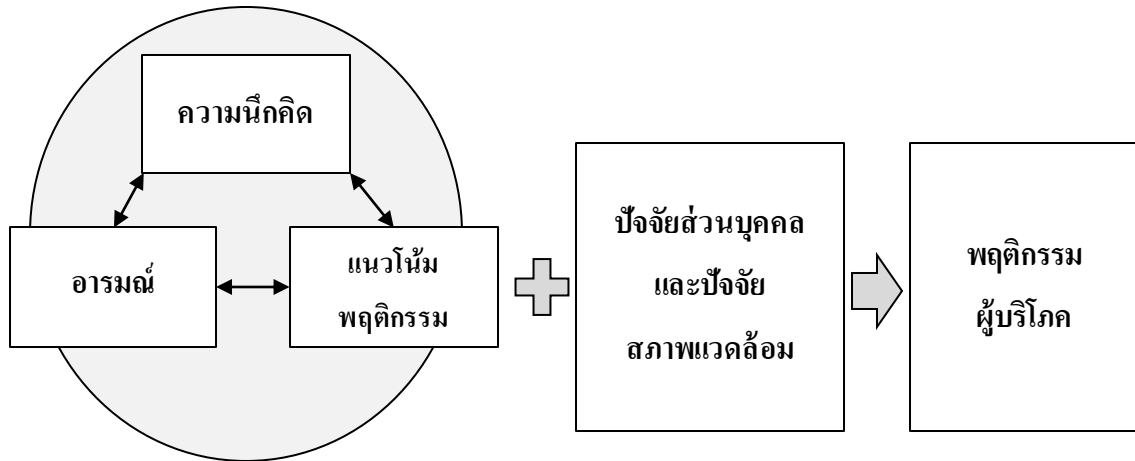 ความนึกคิด
อารมณ์
แนวโน้ม
พฤติกรรม
ปัจจัยส่วนบุคคล
และปัจจัย
สภาพแวดล้อม
พฤติกรรม
ผู้บริโภค